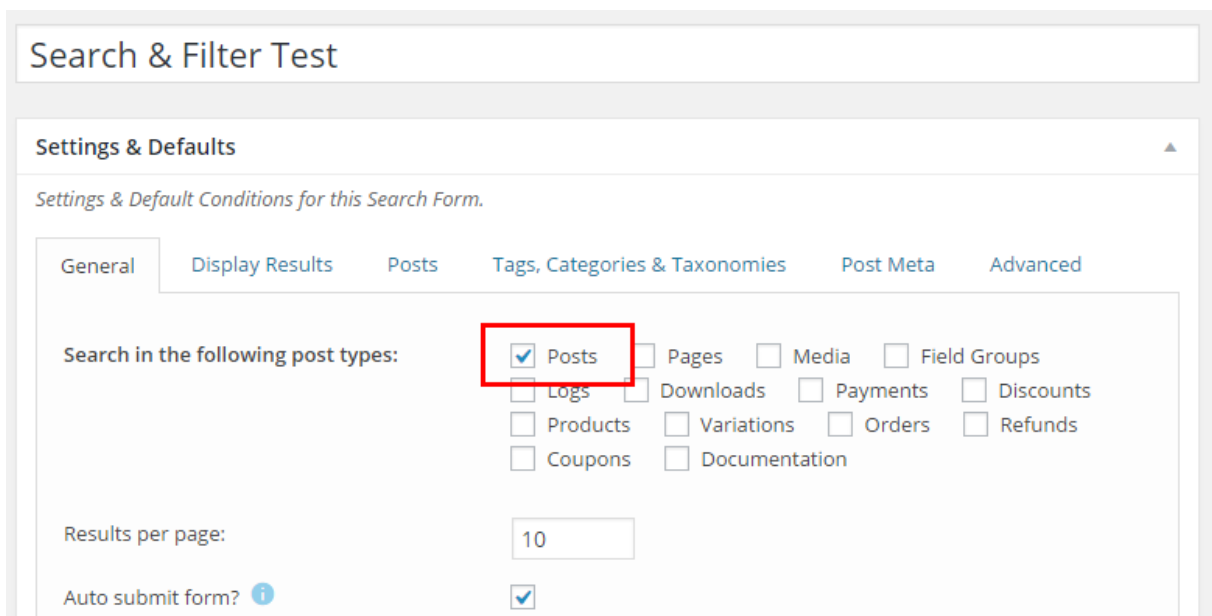 Search & Filter Test
Settings & Defaults
Settings & Default Conditions for this Search Form.
General Display Results Posts Tags, Categories & Taxonomies Post Meta Advanced
Search in the following post types: Posts Pages Media Field Groups
Logs Downloads Payments Discounts
Products Variations Orders Refunds
Coupons Documentation
Results per page: 10
Auto submit form? i